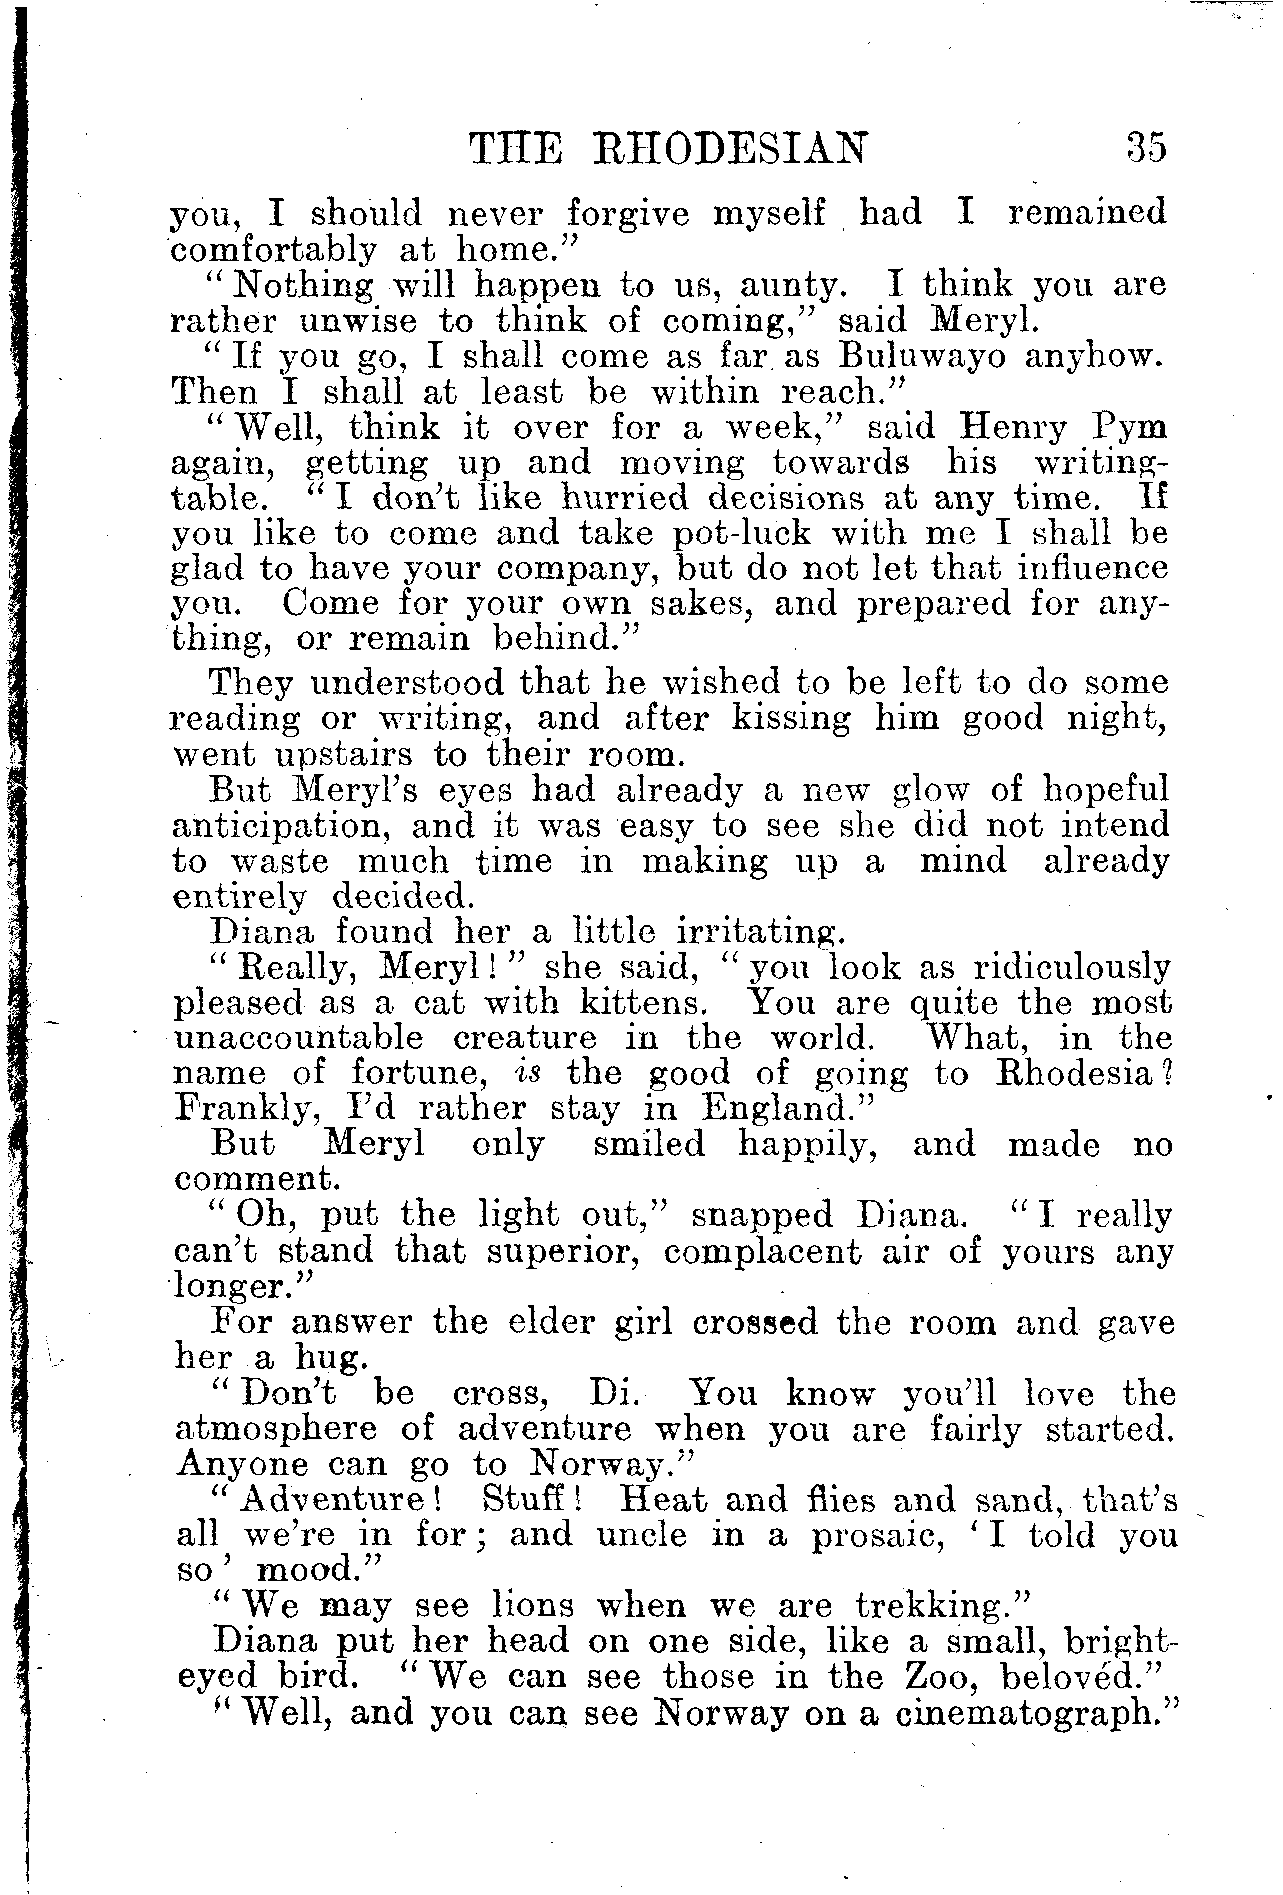 THE RHODESIAN 35
you, I should never forgive myself had I remained
comfortably at home."
"Nothing will happen to us, aunty. I think you are
rather unwise to think of coming," said Meryl.
"If you go, I shall come as far as Buluwayo anyhow.
Then I shall at least be within reach."
"Well, think it over for a week," said Henry Pym
again, getting up and moving towards his writing-
table. "I don't like hurried decisions at any time. If
you like to come and take pot-luck with me I shall be
glad to have your company, but do not let that influence
you. Come for your own sakes, and prepared for any-
thing, or remain behind."
They understood that he wished to be left to do some
reading or writing, and after kissing him good night,
went upstairs to their room.
But Meryl's eyes had already a new glow of hopeful
anticipation, and it was easy to see she did not intend
to waste much time in making up a mind already
entirely decided.
Diana found her a little irritating.
"Really, Meryl!" she said, "you look as ridiculously
pleased as a cat with kittens. You are quite the most
unaccountable creature in the world. What, in the
name of fortune, is the good of going to Rhodesia?
Frankly, I'd rather stay in England."
But Meryl only smiled happily, and made no
comment.
"Oh, put the light out," snapped Diana. "I really
can't stand that superior, complacent air of yours any
longer."
For answer the elder girl crossed the room and gave
her a hug.
"Don't be cross, Di. You know you'll love the
atmosphere of adventure when you are fairly started.
Anyone can go to Norway."
"Adventure! Stuff! Heat and flies and sand, that's
all we're in for; and uncle in a prosaic, 'I told you
so' mood."
"We may see lions when we are trekking."
Diana put her head on one side, like a small, bright-
eyed bird. "We can see those in the Zoo, belovéd."
"Well, and you can see Norway on a cinematograph."